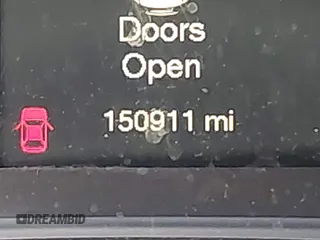 Doors
Open
150911 mi
DREAMBID